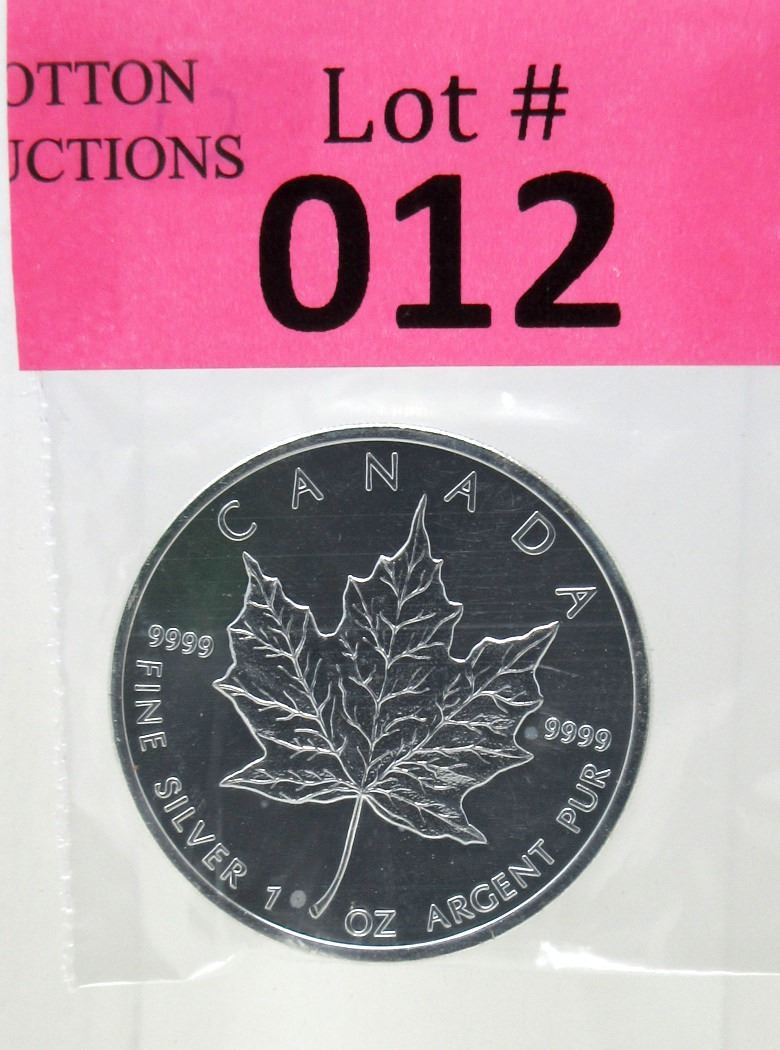 Lot #
012
OTTON
UCTIONS
CANADA
9999
9999
FINE SILVER 1 OZ ARGENT PUR